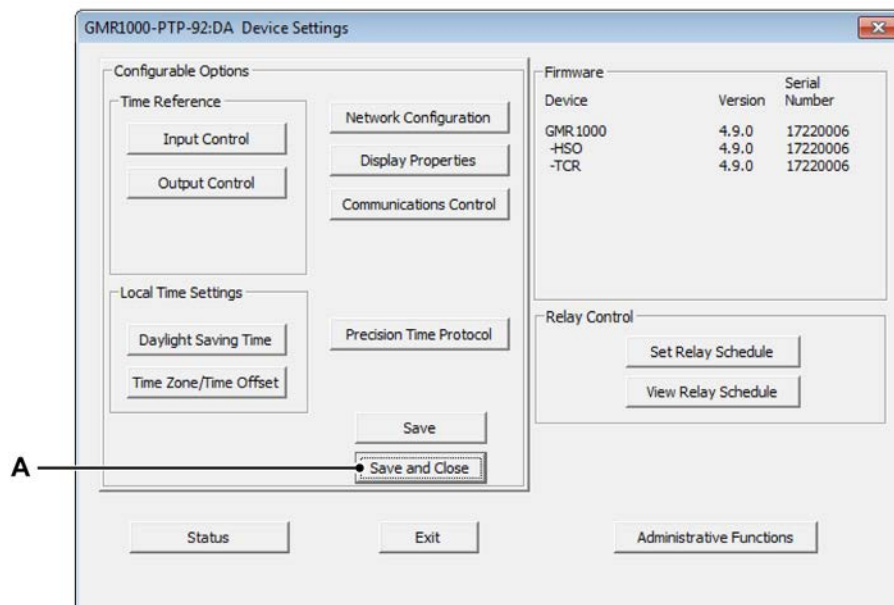 GMR1000-PTP-92:DA Device Settings
Configurable Options
Time Reference
Input Control
Output Control
Network Configuration
Display Properties
Communications Control
Local Time Settings
Daylight Saving Time
Time Zone/Time Offset
Precision Time Protocol
Save
A
Save and Close
Firmware
Device Version Serial Number
GMR1000 4.9.0 17220006
-HSO 4.9.0 17220006
-TCR 4.9.0 17220006
Relay Control
Set Relay Schedule
View Relay Schedule
Status
Exit
Administrative Functions